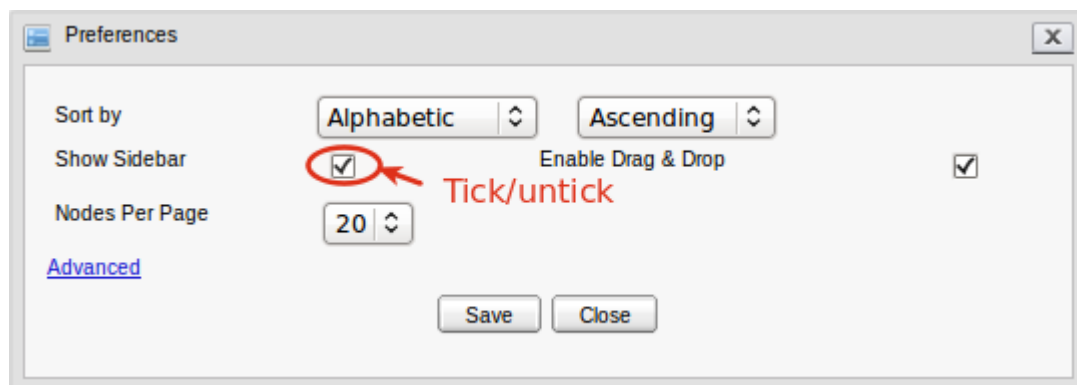 Preferences
X
Sort by Alphabetic Ascending
Show Sidebar Enable Drag & Drop
Tick/untick
Nodes Per Page 20
Advanced
Save Close